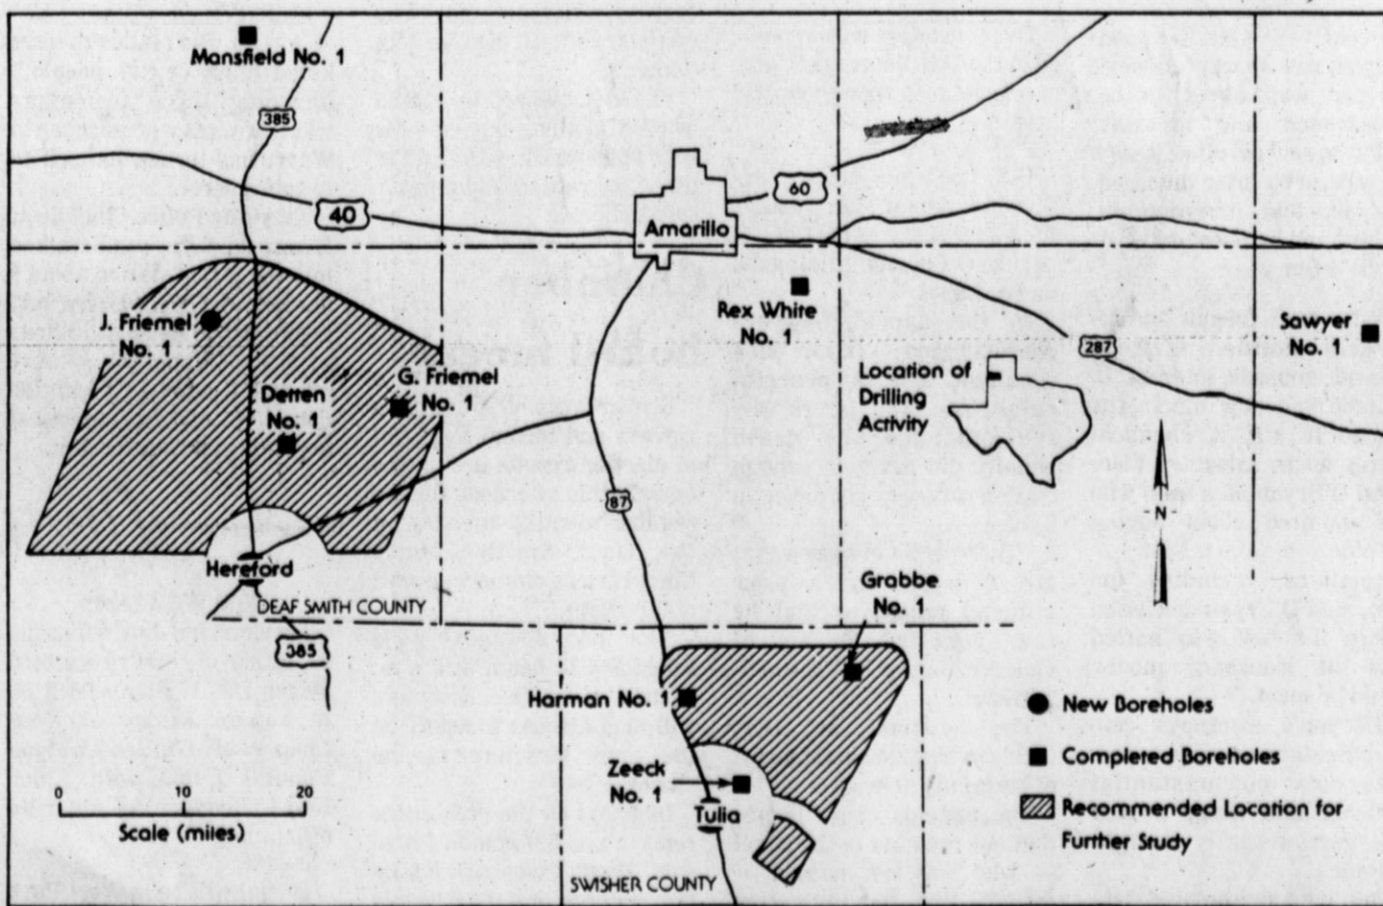 Mansfield No. 1
385
40
60
Amarillo
J. Friemel
No. 1
Rex White
No. 1
Sawyer
No. 1
287
G. Friemel
No. 1
Derren
No. 1
Location of
Drilling
Activity
87
N
Hereford
DEAF SMITH COUNTY
385
Grabbe
No. 1
Harman No. 1
Zeeck
No. 1
Tulia
SWISHER COUNTY
0 10 20
Scale (miles)
New Boreholes
Complered Boreholes
Recommended Location for
Further Study